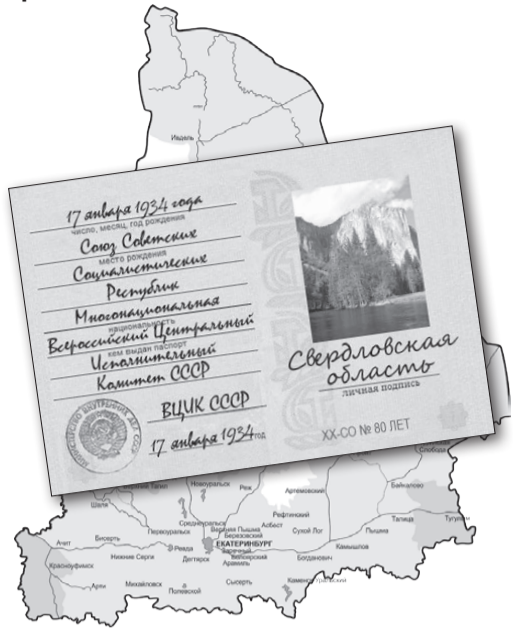 Ивдель
17 января 1934 года
число, месяц, год рождения
Союз Советских
место рождения
Социалистических
Республик
Многонациональная
национальность
Всероссийский Центральный
кем выдан паспорт
Исполнительный
Комитет СССР
ВЦИК СССР
17 января 1934 год
Свердловская
область
личная подпись
ХХ-СО № 80 ЛЕТ
Слобода
Новоуральск
Реж
Артемовский
Байкалово
Шаля
Среднеуральск
Рефтинский
Талица
Тугулым
Первоуральск
Верхняя Пышма
Асбест
Сухой Лог
Пышма
Ачит
Бисерть
Березовский
Ревда
ЕКАТЕРИНБУРГ
Камышлов
Нижние Серги
Заречный
Дегтярск
Белоярский
Богданович
Красноуфимск
Арамиль
Арти
Михайловск
Полевской
Сысерть
Каменск-Уральский